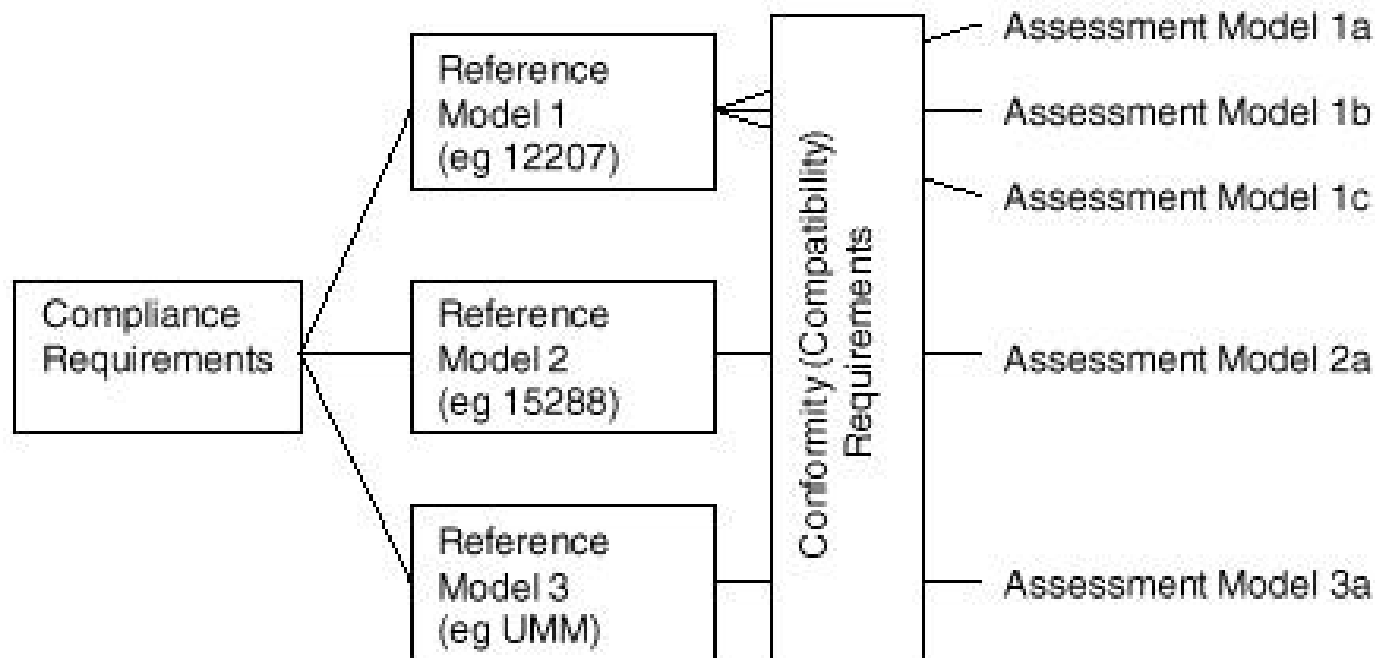 Compliance
Requirements
Reference
Model 1
(eg 12207)
Reference
Model 2
(eg 15288)
Reference
Model 3
(eg UMM)
Conformity (Compatibility)
Requirements
Assessment Model 1a
Assessment Model 1b
Assessment Model 1c
Assessment Model 2a
Assessment Model 3a